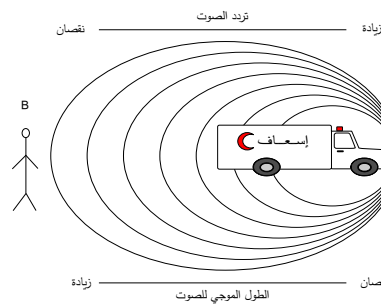 تردد الصوت
زيادة
نقصان
B
إسعاف
زيادة
الطول الموجي للصوت